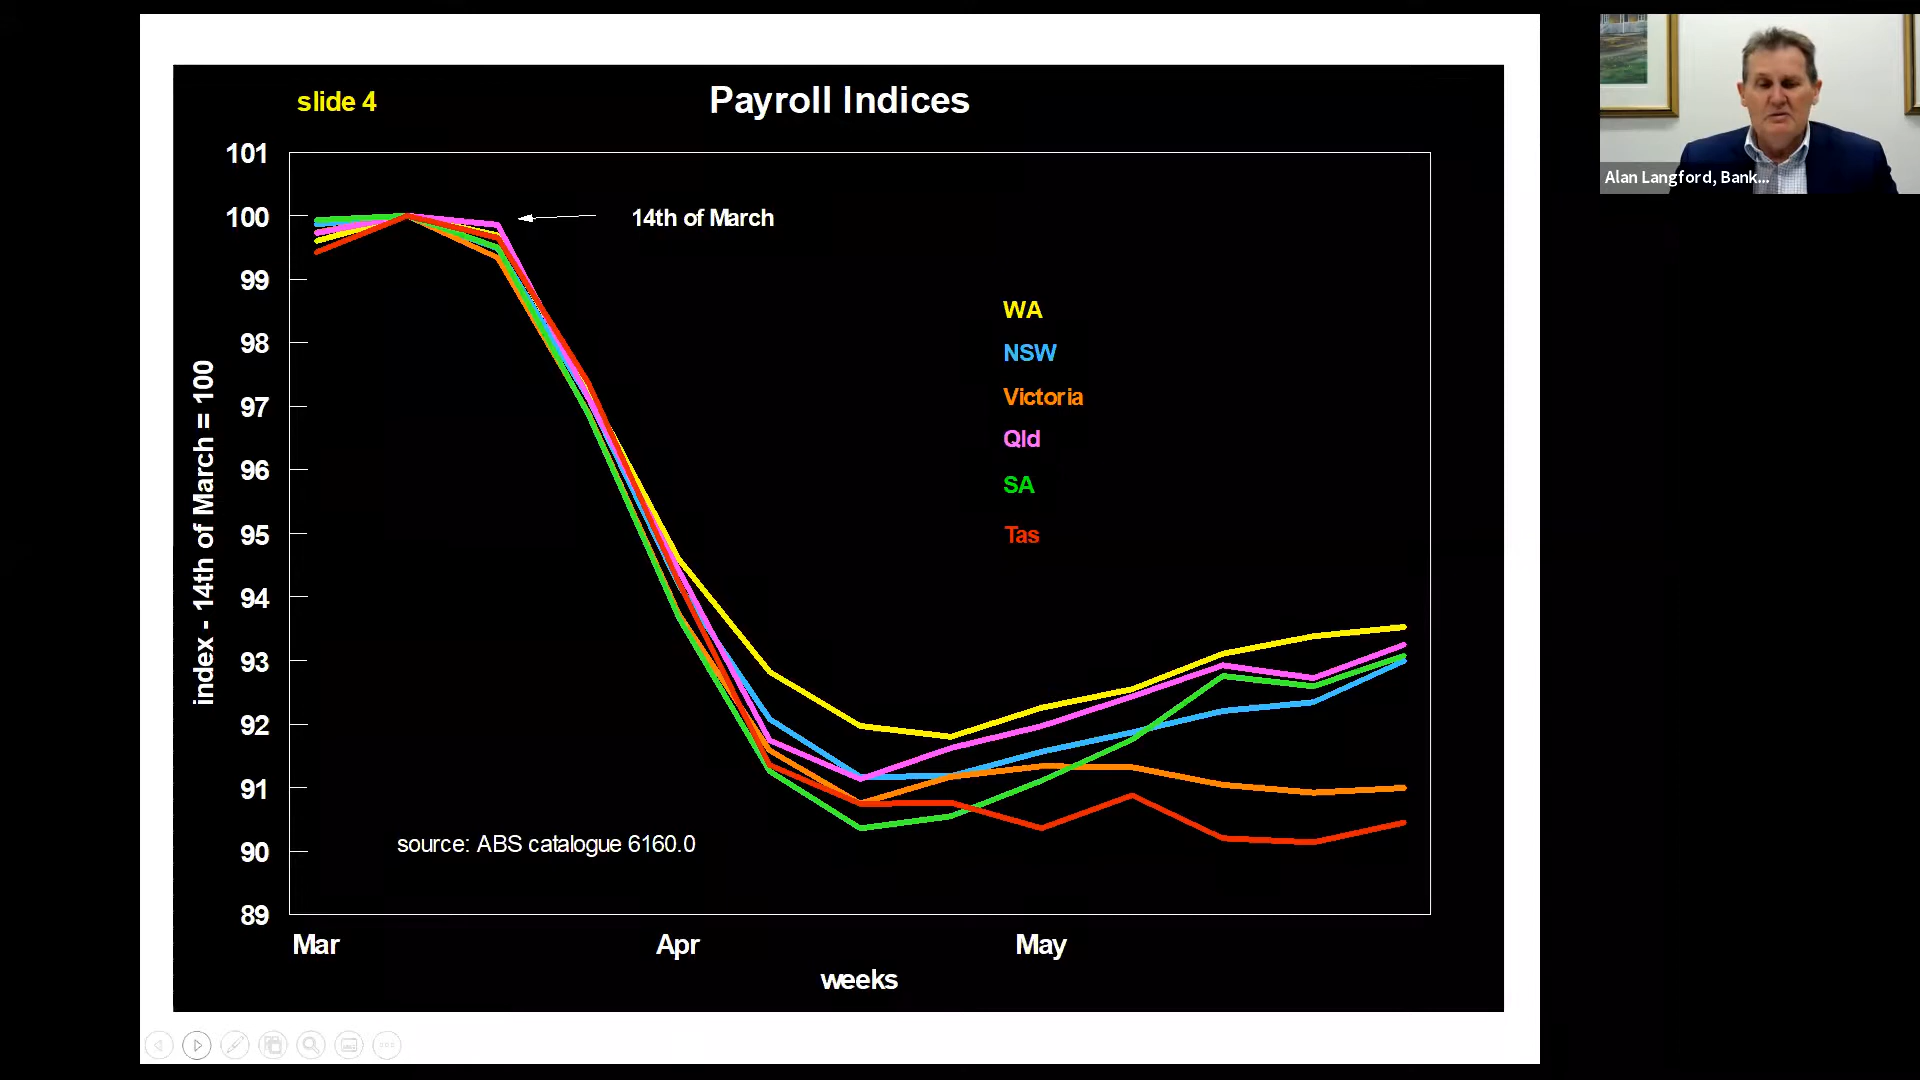 slide 4
Payroll Indices
101
100
99
98
97
96
95
94
93
92
91
90
89
index - 14th of March = 100
14th of March
WA
NSW
Victoria
Qld
SA
Tas
source: ABS catalogue 6160.0
Mar
Apr
May
weeks
Alan Langford, Bank...